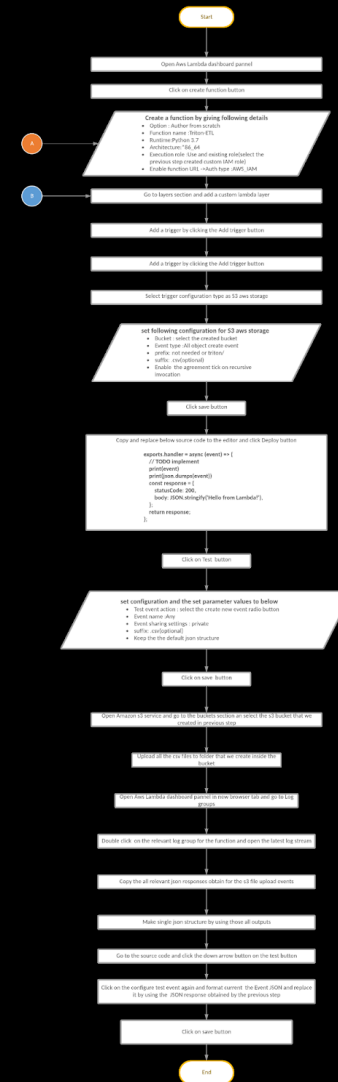 Start
Open Aws Lambda dashboard pannel
Click on create function button
Create a function by giving following details
• Option : Author from scratch
• Function name :Triton-ETL
• Runtime:Python 3.7
• Architecture:"86_64
• Execution role :Use and existing role(select the
previous step created custom IAM role)
• Enable function URL ->Auth type :AWS_IAM
A
B
Go to layers section and add a custom lambda layer
Add a trigger by clicking the Add trigger button
Add a trigger by clicking the Add trigger button
Select trigger configuration type as S3 aws storage
set following configuration for S3 aws storage
• Bucket : select the created bucket
• Event type :All object create event
• prefix: not needed or triton/
• suffix: .csv(optional)
• Enable the agreement tick on recursive
invocation
Click save button
Copy and replace below source code to the editor and click Deploy button
exports.handler = async (event) => {
// TODO implement
print(event)
print(json.dumps(event))
const response = {
statusCode: 200,
body: JSON.stringify('Hello from Lambda!'),
};
return response;
};
Click on Test button
set configuration and the set parameter values to below
• Test event action : select the create new event radio button
• Event name :Any
• Event sharing settings : private
• suffix: .csv(optional)
• Keep the the default json structure
Click on save button
Open Amazon s3 service and go to the buckets section an select the s3 bucket that we
created in previous step
Upload all the csv files to folder that we create inside the
bucket
Open Aws Lambda dashboard pannel in new browser tab and go to Log
groups
Double click on the relevant log group for the function and open the latest log stream
Copy the all relevant json responses obtain for the s3 file upload events
Make single json structure by using those all outputs
Go to the source code and click the down arrow button on the test button
Click on the configure test event again and format current the Event JSON and replace
it by using the JSON response obtained by the previous step
Click on save button
End